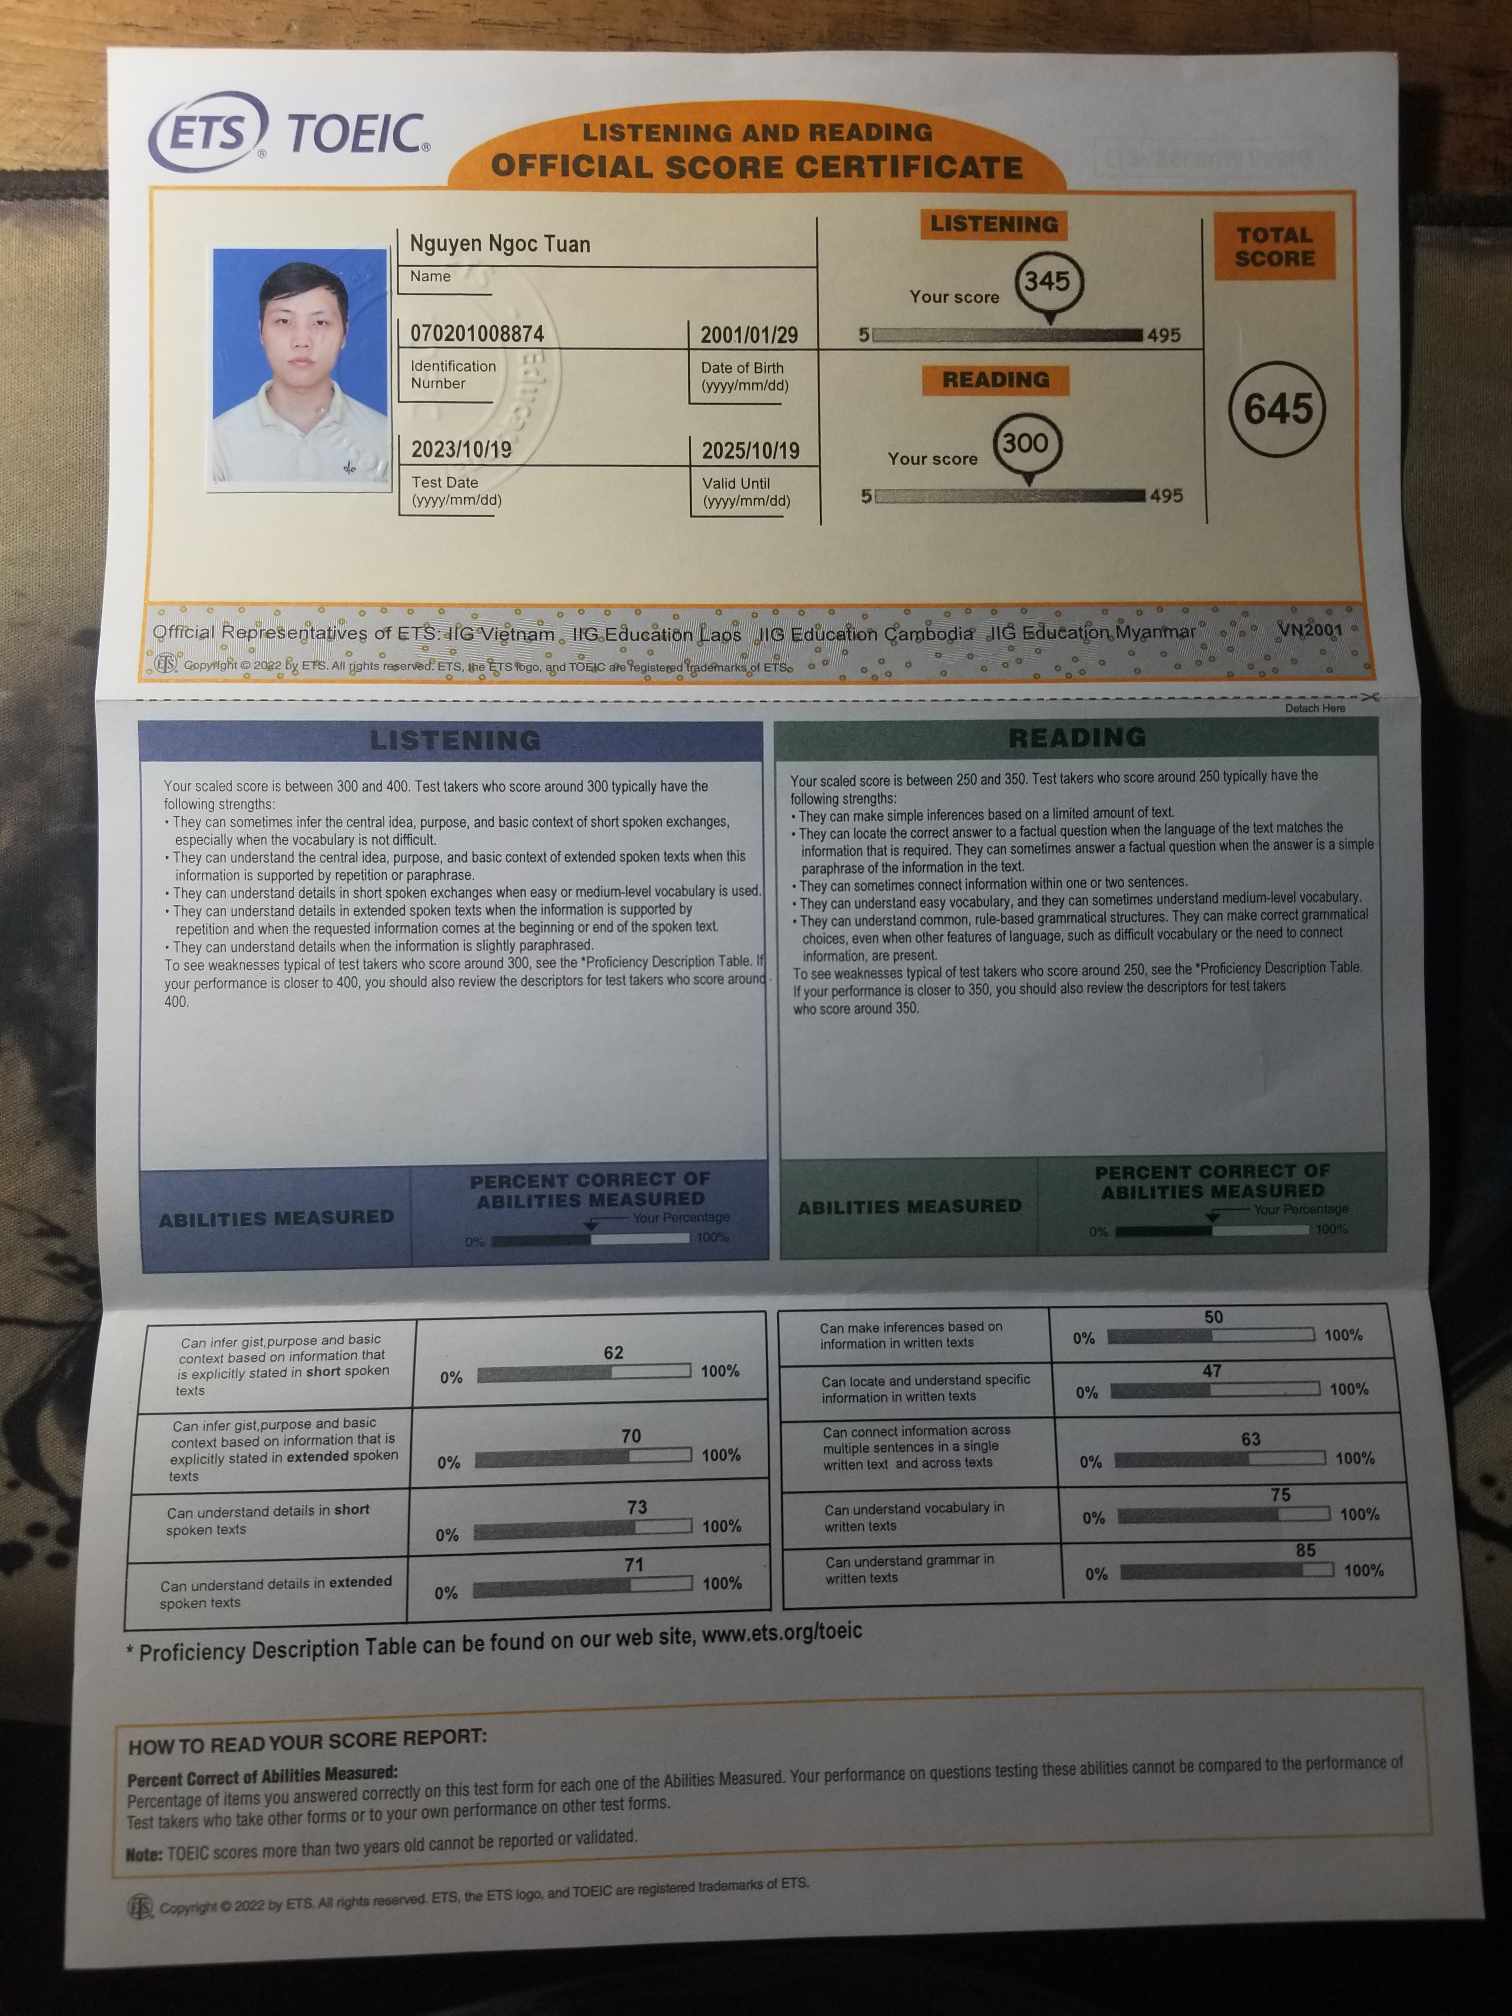 ETS® TOEIC®
LISTENING AND READING
OFFICIAL SCORE CERTIFICATE
Nguyen Ngoc Tuan
Name
070201008874
Identification
Number
2001/01/29
Date of Birth
(yyyy/mm/dd)
2023/10/19
Test Date
(yyyy/mm/dd)
2025/10/19
Valid Until
(yyyy/mm/dd)
LISTENING
345
Your score
5 495
READING
300
Your score
5 495
TOTAL
SCORE
645
Official Representatives of ETS: IIG Vietnam IIG Education Laos IIG Education Cambodia IIG Education Myanmar VN2001
Copyright © 2022 by ETS. All rights reserved. ETS, the ETS logo, and TOEIC are registered trademarks of ETS.
Detach Here
LISTENING
Your scaled score is between 300 and 400. Test takers who score around 300 typically have the
following strengths:
• They can sometimes infer the central idea, purpose, and basic context of short spoken exchanges,
especially when the vocabulary is not difficult.
• They can understand the central idea, purpose, and basic context of extended spoken texts when this
information is supported by repetition or paraphrase.
• They can understand details in short spoken exchanges when easy or medium-level vocabulary is used.
• They can understand details in extended spoken texts when the information is supported by
repetition and when the requested information comes at the beginning or end of the spoken text.
• They can understand details when the information is slightly paraphrased.
To see weaknesses typical of test takers who score around 300, see the *Proficiency Description Table. If
your performance is closer to 400, you should also review the descriptors for test takers who score around
400.
READING
Your scaled score is between 250 and 350. Test takers who score around 250 typically have the
following strengths:
• They can make simple inferences based on a limited amount of text.
• They can locate the correct answer to a factual question when the language of the text matches the
information that is required. They can sometimes answer a factual question when the answer is a simple
paraphrase of the information in the text.
• They can sometimes connect information within one or two sentences.
• They can understand easy vocabulary, and they can sometimes understand medium-level vocabulary.
• They can understand common, rule-based grammatical structures. They can make correct grammatical
choices, even when other features of language, such as difficult vocabulary or the need to connect
information, are present.
To see weaknesses typical of test takers who score around 250, see the *Proficiency Description Table.
If your performance is closer to 350, you should also review the descriptors for test takers
who score around 350.
ABILITIES MEASURED
PERCENT CORRECT OF
ABILITIES MEASURED
Your Percentage
0% 100%
ABILITIES MEASURED
PERCENT CORRECT OF
ABILITIES MEASURED
Your Percentage
0% 100%
Can infer gist,purpose and basic
context based on information that
is explicitly stated in short spoken
texts
62
0% 100%
Can infer gist,purpose and basic
context based on information that is
explicitly stated in extended spoken
texts
70
0% 100%
Can understand details in short
spoken texts
73
0% 100%
Can understand details in extended
spoken texts
71
0% 100%
Can make inferences based on
information in written texts
50
0% 100%
Can locate and understand specific
information in written texts
47
0% 100%
Can connect information across
multiple sentences in a single
written text and across texts
63
0% 100%
Can understand vocabulary in
written texts
75
0% 100%
Can understand grammar in
written texts
85
0% 100%
* Proficiency Description Table can be found on our web site, www.ets.org/toeic
HOW TO READ YOUR SCORE REPORT:
Percent Correct of Abilities Measured:
Percentage of items you answered correctly on this test form for each one of the Abilities Measured. Your performance on questions testing these abilities cannot be compared to the performance of
Test takers who take other forms or to your own performance on other test forms.
Note: TOEIC scores more than two years old cannot be reported or validated.
Copyright © 2022 by ETS. All rights reserved. ETS, the ETS logo, and TOEIC are registered trademarks of ETS.